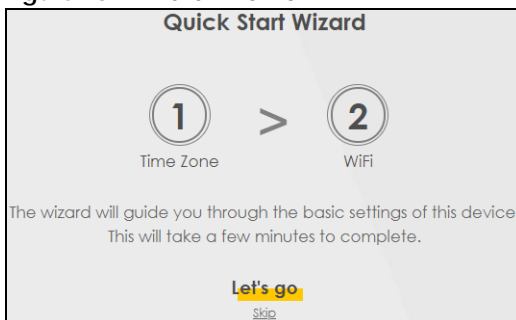 Quick Start Wizard
1 > 2
Time Zone WiFi
The wizard will guide you through the basic settings of this device
This will take a few minutes to complete.
Let's go
Skip